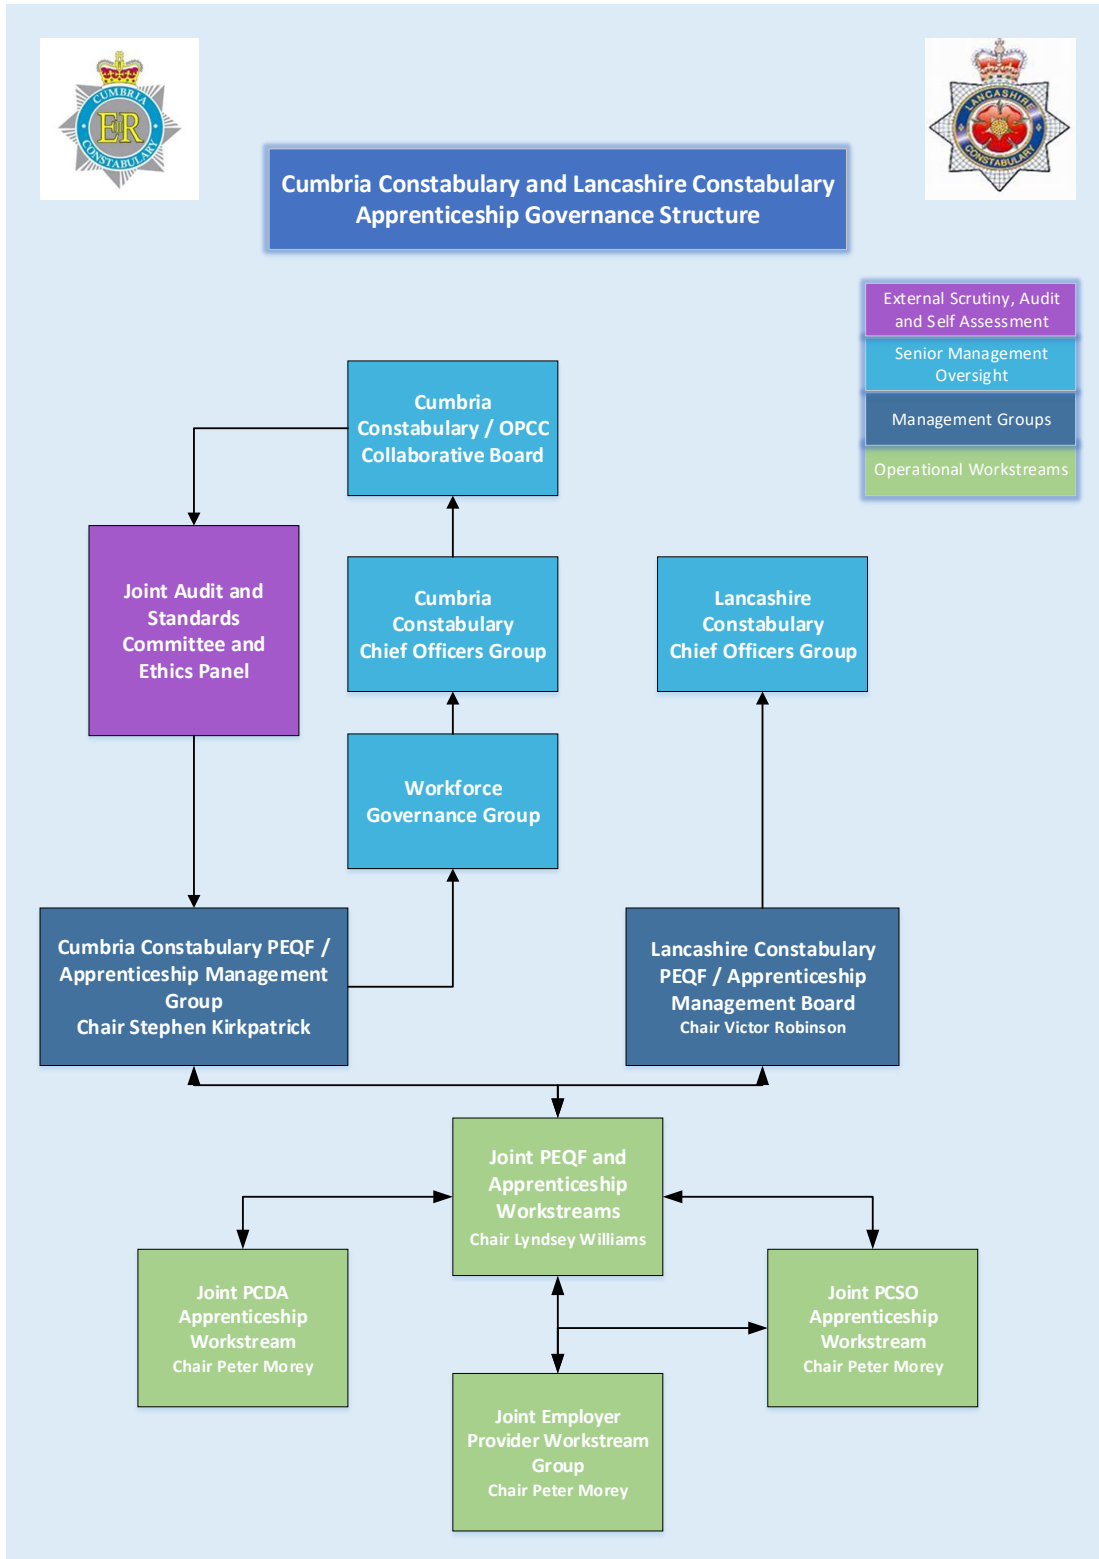 CUMBRIA
EIIR
CONSTABULARY
LANCASHIRE
CONSTABULARY
Cumbria Constabulary and Lancashire Constabulary
Apprenticeship Governance Structure
External Scrutiny, Audit
and Self Assessment
Senior Management
Oversight
Management Groups
Operational Workstreams
Cumbria
Constabulary / OPCC
Collaborative Board
Joint Audit and
Standards
Committee and
Ethics Panel
Cumbria
Constabulary
Chief Officers Group
Lancashire
Constabulary
Chief Officers Group
Workforce
Governance Group
Cumbria Constabulary PEQF /
Apprenticeship Management
Group
Chair Stephen Kirkpatrick
Lancashire Constabulary
PEQF / Apprenticeship
Management Board
Chair Victor Robinson
Joint PEQF and
Apprenticeship
Workstreams
Chair Lyndsey Williams
Joint PCDA
Apprenticeship
Workstream
Chair Peter Morey
Joint PCSO
Apprenticeship
Workstream
Chair Peter Morey
Joint Employer
Provider Workstream
Group
Chair Peter Morey